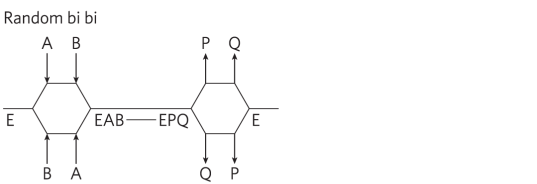 Random bi bi
A B P Q
E EAB EPQ E
B A Q P